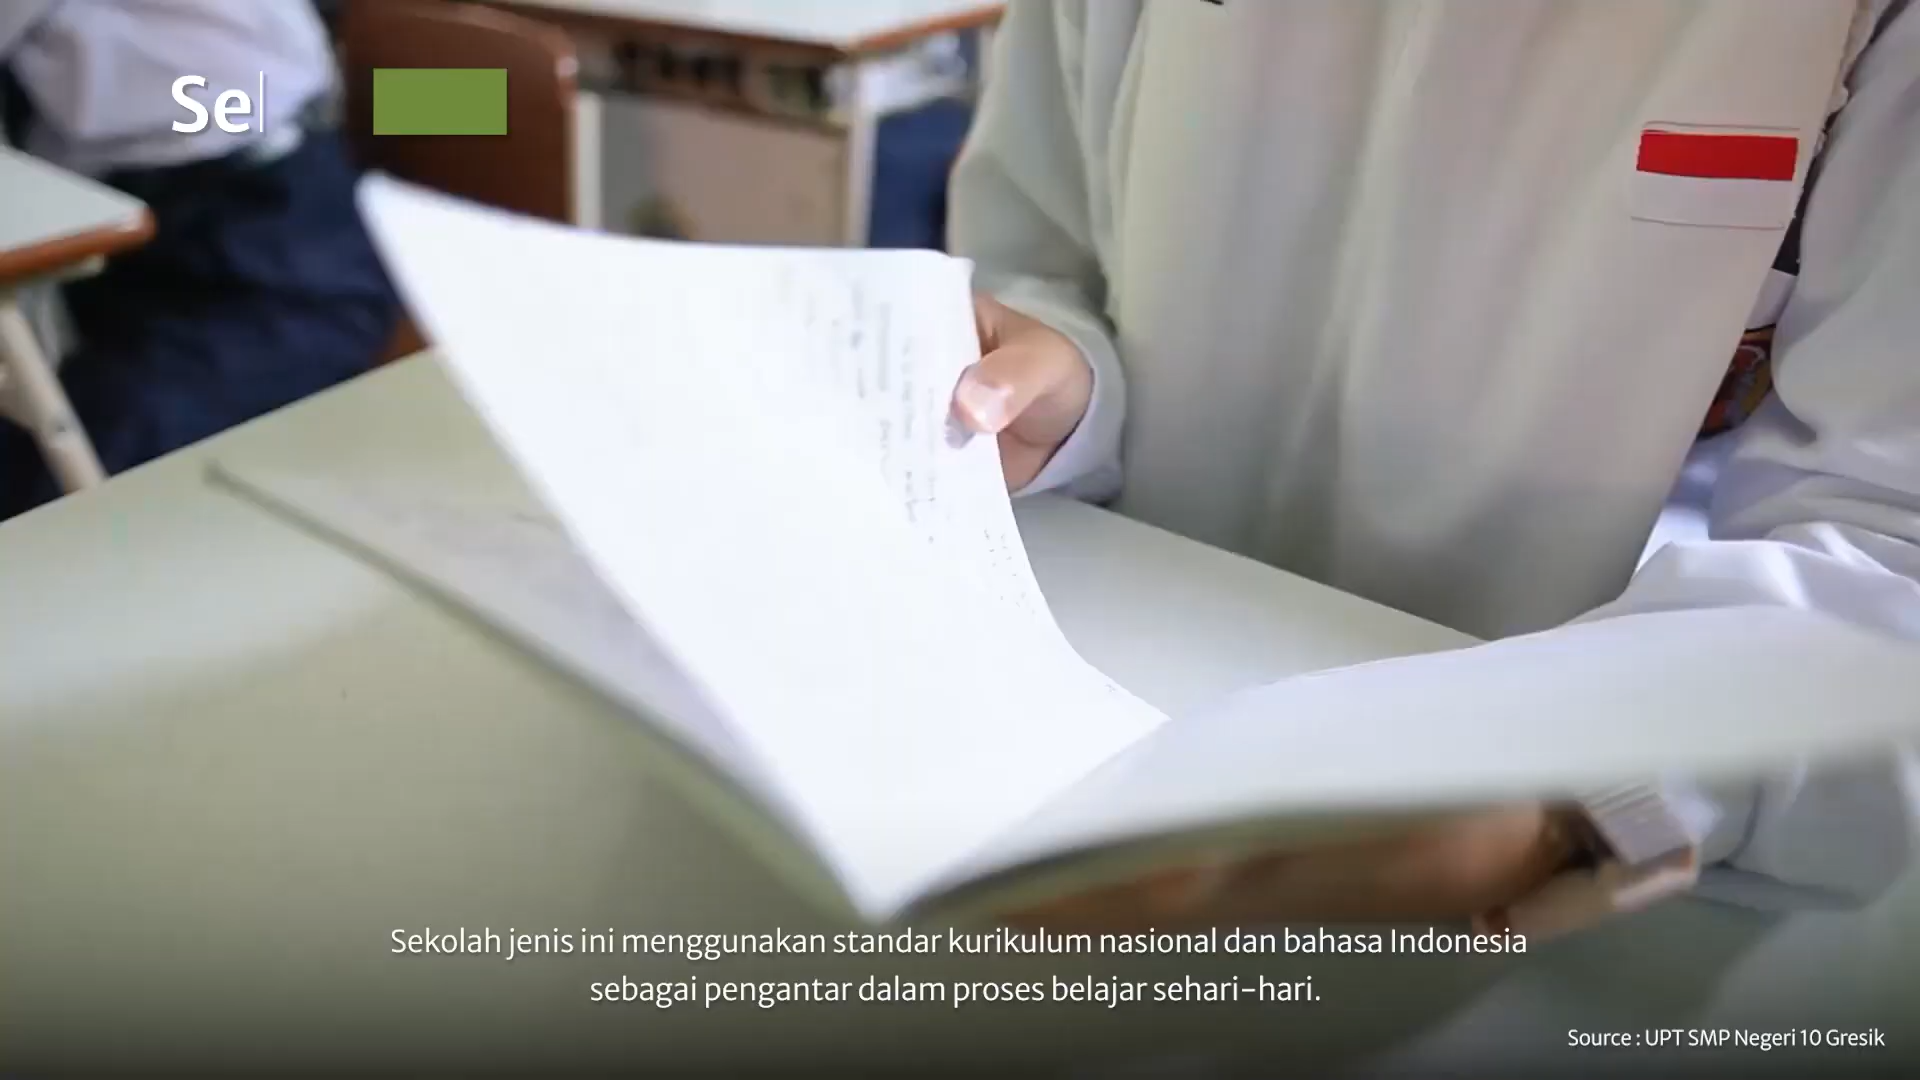 Se
Sekolah jenis ini menggunakan standar kurikulum nasional dan bahasa Indonesia
sebagai pengantar dalam proses belajar sehari-hari.
Source : UPT SMP Negeri 10 Gresik